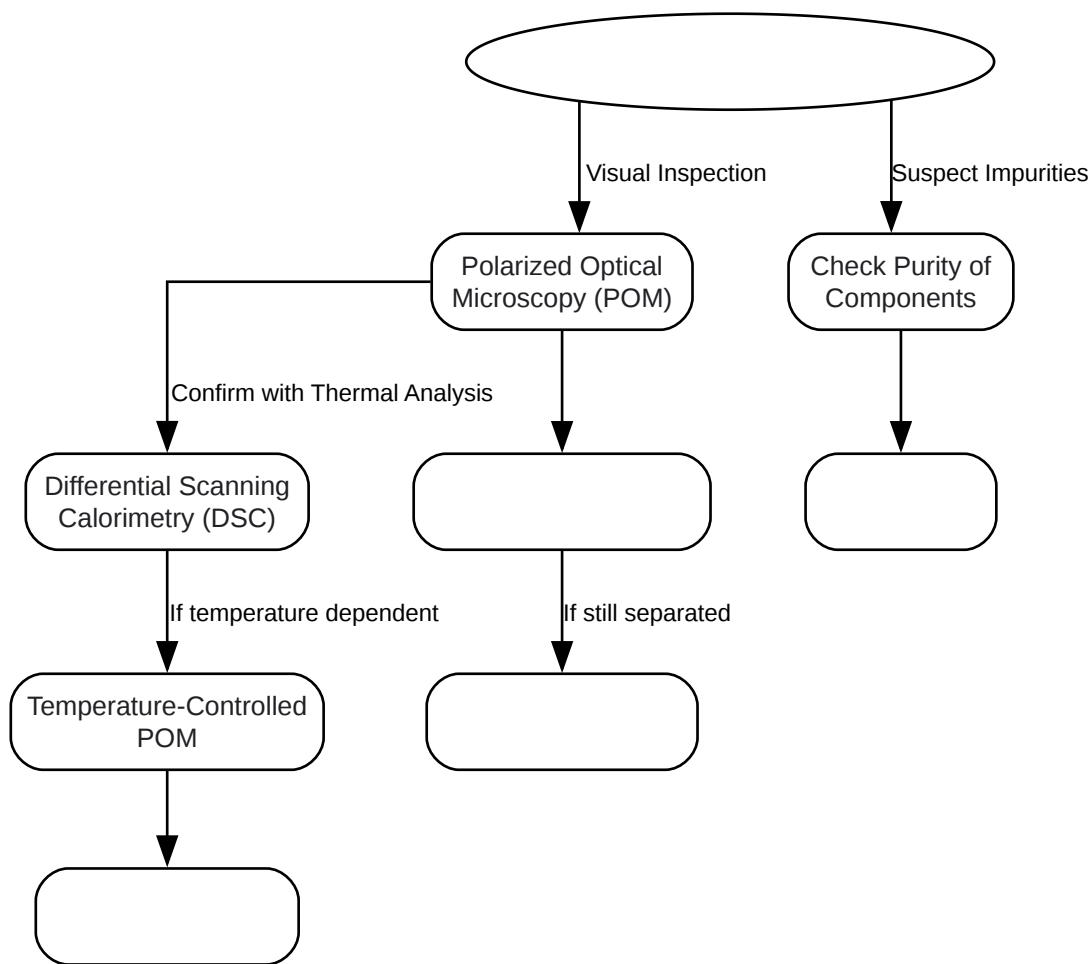 Visual Inspection
Suspect Impurities
Polarized Optical
Microscopy (POM)
Check Purity of
Components
Confirm with Thermal Analysis
Differential Scanning
Calorimetry (DSC)
If temperature dependent
If still separated
Temperature-Controlled
POM